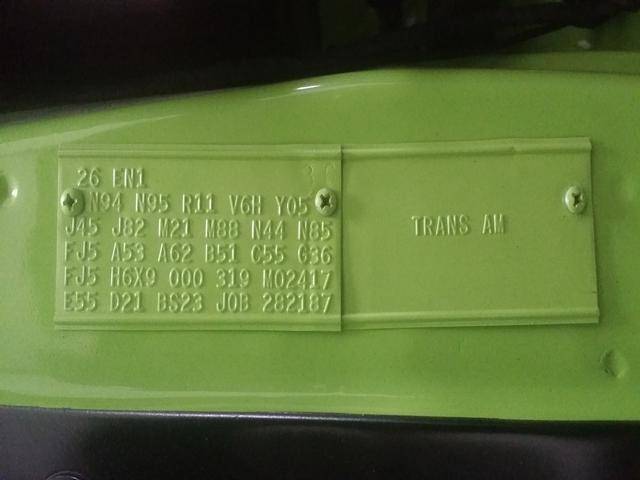 26 EN1
N94 N95 R11 V6H Y05
J45 J82 M21 M88 N44 N85
FJ5 A53 A62 B51 C55 G36
FJ5 H6X9 000 319 M02417
E55 D21 BS23 JOB 282187
TRANS AM